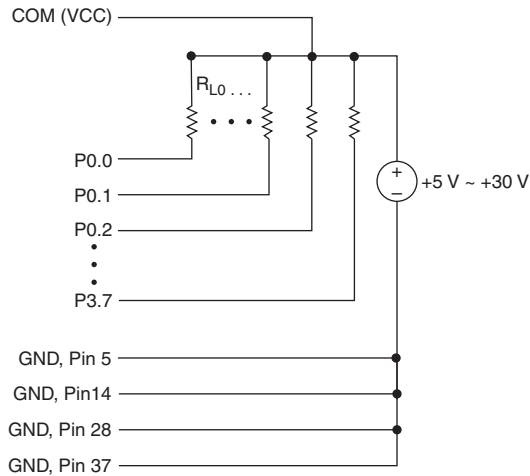 COM (VCC)
RL0 . . .
P0.0
P0.1
P0.2
P3.7
+
–
+5 V ~ +30 V
GND, Pin 5
GND, Pin14
GND, Pin 28
GND, Pin 37